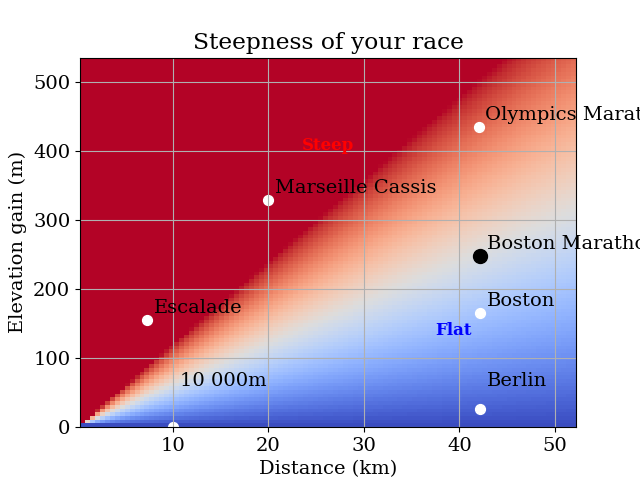 Steepness of your race
Elevation gain (m)
500
400
300
200
100
0
Olympics Marat
Steep
Marseille Cassis
Boston Maratho
Escalade
Boston
Flat
10 000m
Berlin
10 20 30 40 50
Distance (km)